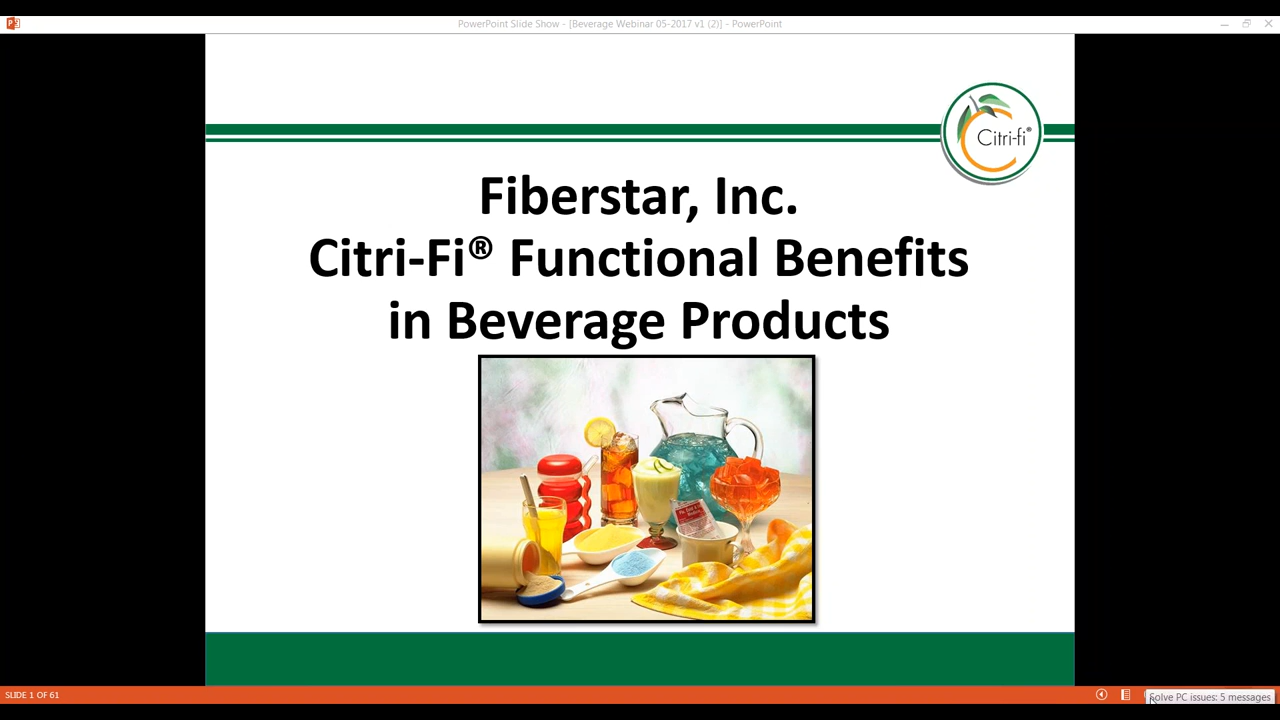 PowerPoint Slide Show - [Beverage Webinar 05-2017 v1 (2)] - PowerPoint
Citri-fi®
Fiberstar, Inc.
Citri-Fi® Functional Benefits
in Beverage Products
SLIDE 1 OF 61
Solve PC issues: 5 messages